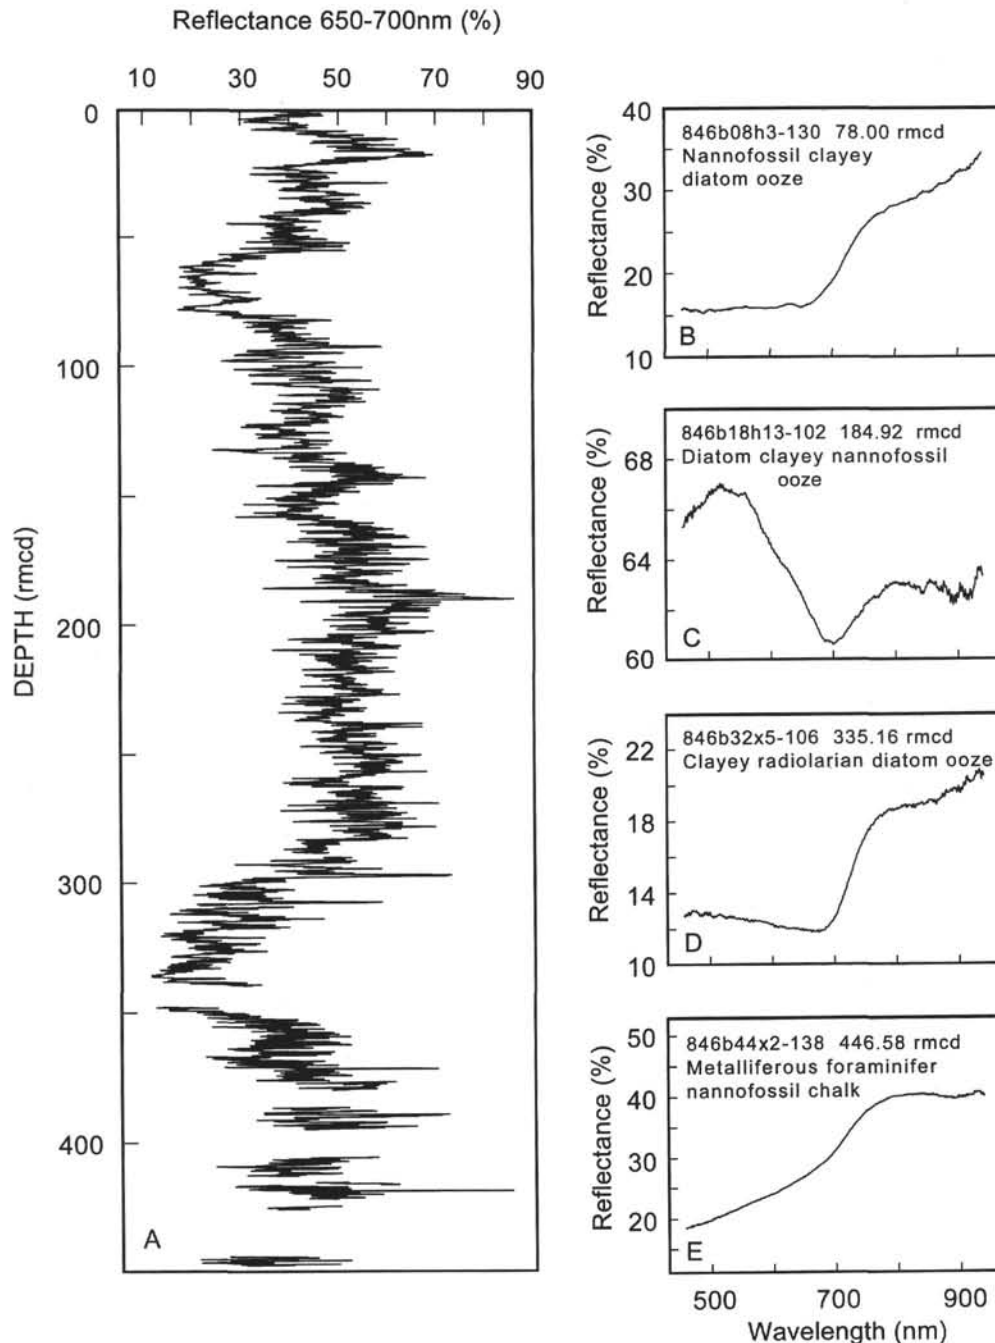 Reflectance 650-700nm (%)
10 30 50 70 90
0
100
200
300
400
DEPTH (rmcd)
A
40
30
20
10
Reflectance (%)
846b08h3-130 78.00 rmcd
Nannofossil clayey
diatom ooze
B
68
64
60
Reflectance (%)
846b18h13-102 184.92 rmcd
Diatom clayey nannofossil
ooze
C
22
18
14
10
Reflectance (%)
846b32x5-106 335.16 rmcd
Clayey radiolarian diatom ooze
D
50
40
30
20
Reflectance (%)
846b44x2-138 446.58 rmcd
Metalliferous foraminifer
nannofossil chalk
E
500 700 900
Wavelength (nm)